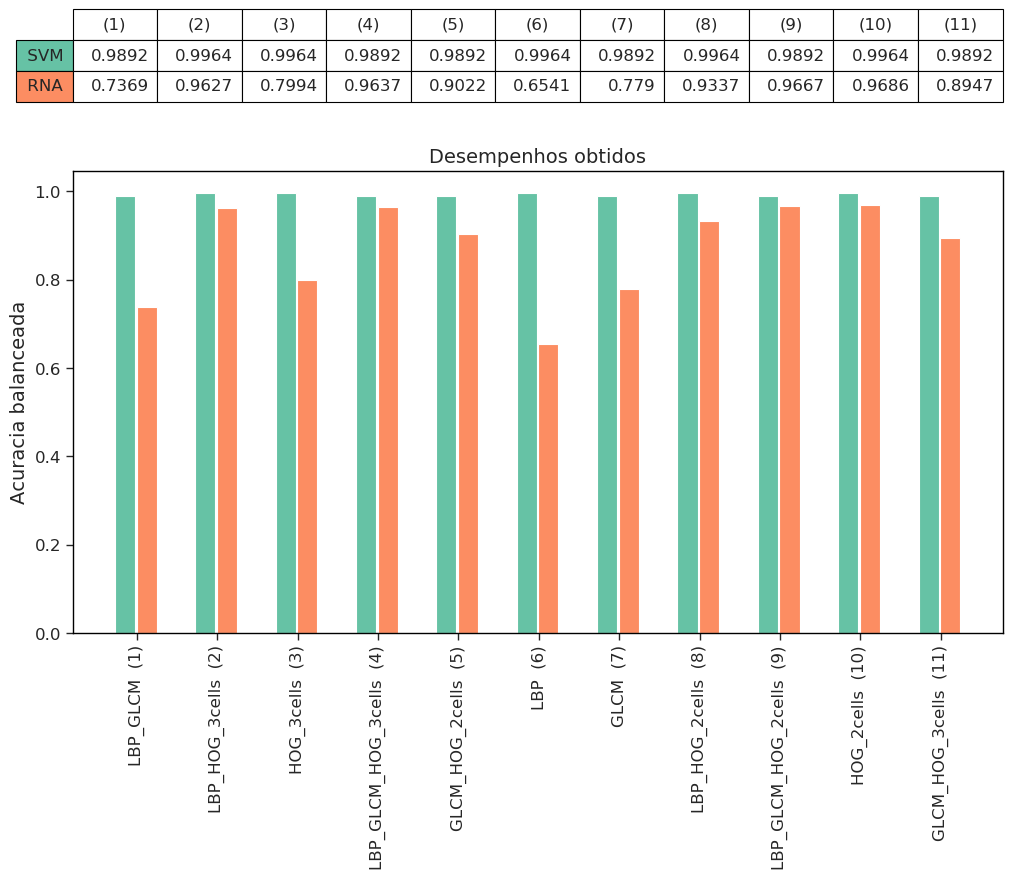 (1) (2) (3) (4) (5) (6) (7) (8) (9) (10) (11)
SVM 0.9892 0.9964 0.9964 0.9892 0.9892 0.9964 0.9892 0.9964 0.9892 0.9964 0.9892
RNA 0.7369 0.9627 0.7994 0.9637 0.9022 0.6541 0.779 0.9337 0.9667 0.9686 0.8947
Desempenhos obtidos
Acuracia balanceada
1.0
0.8
0.6
0.4
0.2
0.0
LBP_GLCM (1)
LBP_HOG_3cells (2)
HOG_3cells (3)
LBP_GLCM_HOG_3cells (4)
GLCM_HOG_2cells (5)
LBP (6)
GLCM (7)
LBP_HOG_2cells (8)
LBP_GLCM_HOG_2cells (9)
HOG_2cells (10)
GLCM_HOG_3cells (11)